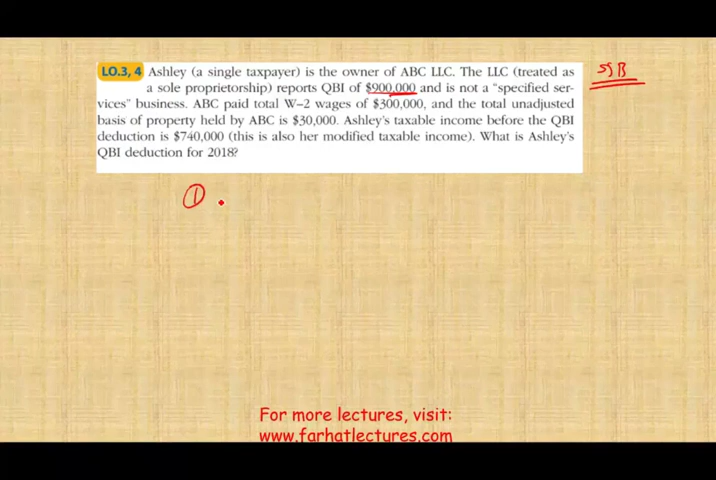 LO.3, 4 Ashley (a single taxpayer) is the owner of ABC LLC. The LLC (treated as
a sole proprietorship) reports QBI of $900,000 and is not a “specified ser-
vices” business. ABC paid total W–2 wages of $300,000, and the total unadjusted
basis of property held by ABC is $30,000. Ashley's taxable income before the QBI
deduction is $740,000 (this is also her modified taxable income). What is Ashley's
QBI deduction for 2018?
SSB
1
For more lectures, visit:
www.farhatlectures.com